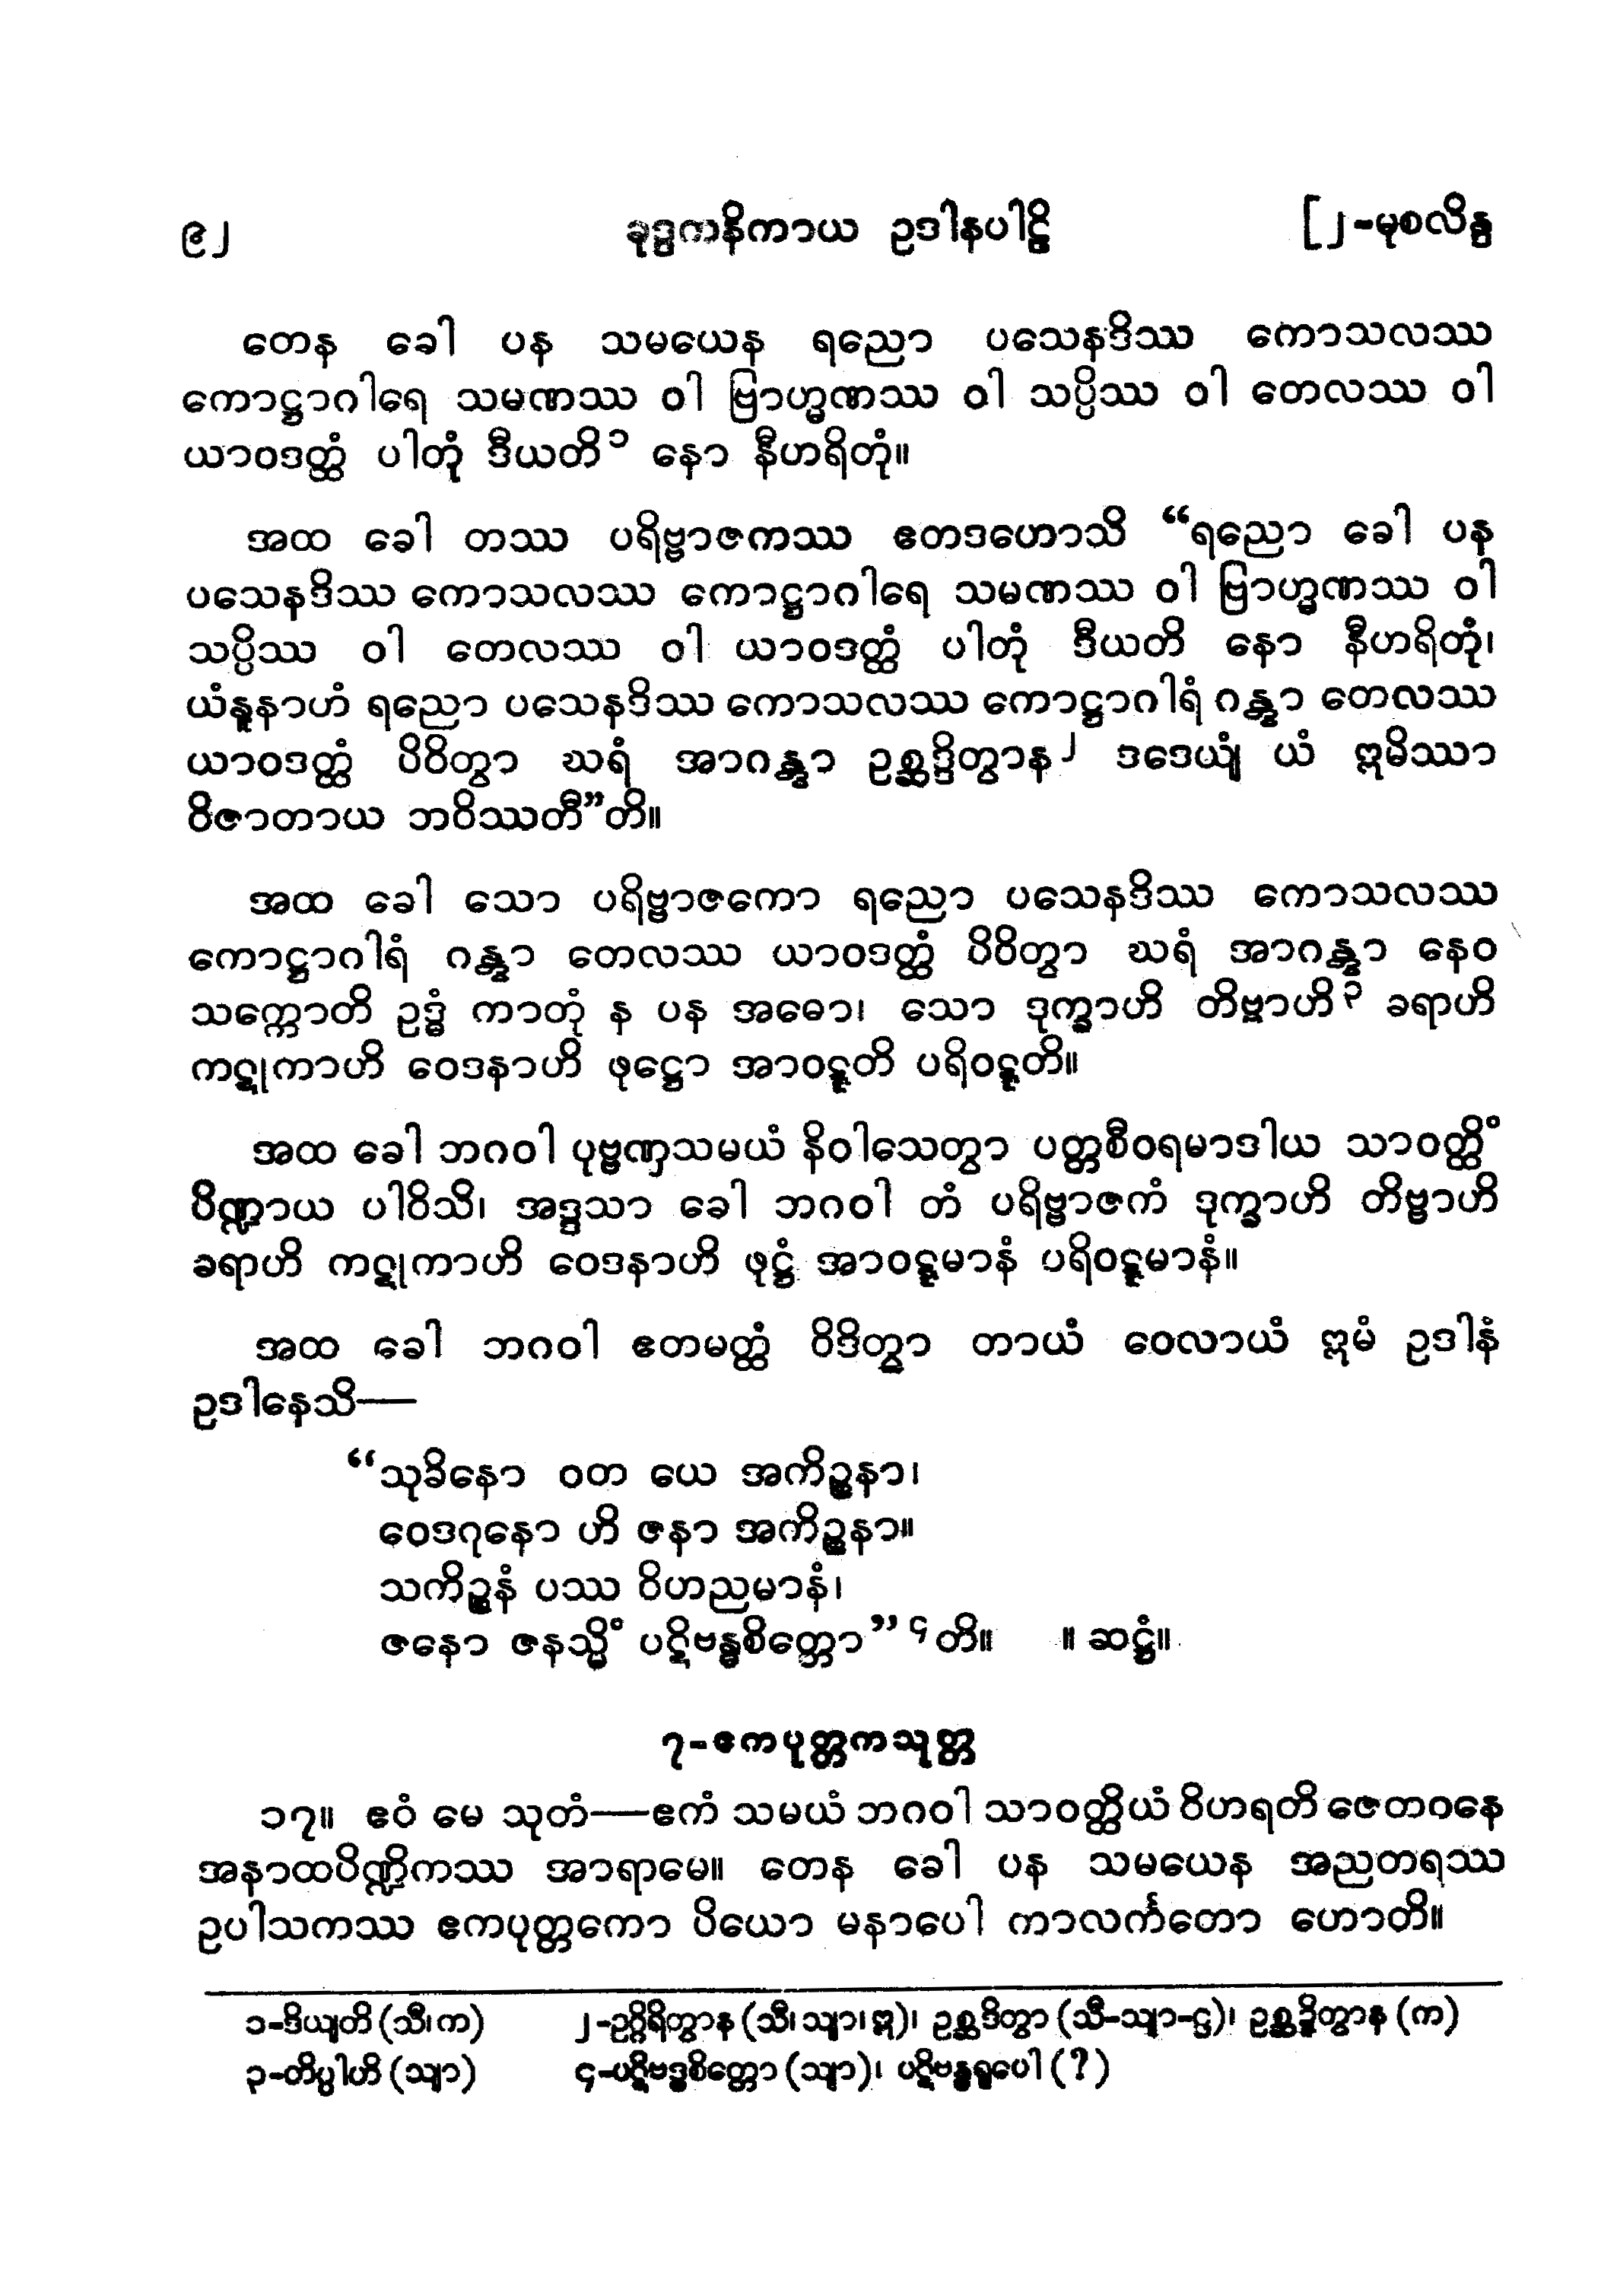 ၉၂ ခုဒ္ဒကနိကာယ ဥဒါနပါဠိ [၂-မုစလိန္ဒ
တေန ခေါ ပန သမယေန ရညော ပသေနဒိဿ ကောသလဿ
ကောဋ္ဌာဂါရေ သမဏဿ ဝါ ဗြာဟ္မဏဿ ဝါ သပ္ပိဿ ဝါ တေလဿ ဝါ
ယာဝဒတ္ထံ ပါတုံ ဒီယတိ၁ နော နီဟရိတုံ။
အထ ခေါ တဿ ပရိဗ္ဗာဇကဿ ဧတဒဟောသိ “ရညော ခေါ ပန
ပသေနဒိဿ ကောသလဿ ကောဋ္ဌာဂါရေ သမဏဿ ဝါ ဗြာဟ္မဏဿ ဝါ
သပ္ပိဿ ဝါ တေလဿ ဝါ ယာဝဒတ္ထံ ပါတုံ ဒီယတိ နော နီဟရိတုံ၊
ယံနူနာဟံ ရညော ပသေနဒိဿ ကောသလဿ ကောဋ္ဌာဂါရံ ဂန္တွာ တေလဿ
ယာဝဒတ္ထံ ပိဝိတွာ ဃရံ အာဂန္တွာ ဥစ္ဆဒ္ဒိတွာန၂ ဒဒေယျံ ယံ ဣမိဿာ
ဝိဇာတာယ ဘဝိဿတီ”တိ။
အထ ခေါ သော ပရိဗ္ဗာဇကော ရညော ပသေနဒိဿ ကောသလဿ
ကောဋ္ဌာဂါရံ ဂန္တွာ တေလဿ ယာဝဒတ္ထံ ပိဝိတွာ ဃရံ အာဂန္တွာ နေဝ
သက္ကောတိ ဥဒ္ဓံ ကာတုံ န ပန အဓော၊ သော ဒုက္ခာဟိ တိဗ္ဗာဟိ၃ ခရာဟိ
ကဋုကာဟိ ဝေဒနာဟိ ဖုဋ္ဌော အာဝဋ္ဋတိ ပရိဝဋ္ဋတိ။
အထ ခေါ ဘဂဝါ ပုဗ္ဗဏှသမယံ နိဝါသေတွာ ပတ္တစီဝရမာဒါယ သာဝတ္ထိံ
ပိဏ္ဍာယ ပါဝိသိ၊ အဒ္ဒသာ ခေါ ဘဂဝါ တံ ပရိဗ္ဗာဇကံ ဒုက္ခာဟိ တိဗ္ဗာဟိ
ခရာဟိ ကဋုကာဟိ ဝေဒနာဟိ ဖုဋ္ဌံ အာဝဋ္ဋမာနံ ပရိဝဋ္ဋမာနံ။
အထ ခေါ ဘဂဝါ ဧတမတ္ထံ ဝိဒိတွာ တာယံ ဝေလာယံ ဣမံ ဥဒါနံ
ဥဒါနေသိ—
“သုခိနော ဝတ ယေ အကိဉ္စနာ၊
ဝေဒဂုနော ဟိ ဇနာ အကိဉ္စနာ။
သကိဉ္စနံ ပဿ ဝိဟညမာနံ၊
ဇနော ဇနသ္မိံ ပဋိဗန္ဓစိတ္တော”၄တိ။ ။ ဆဋ္ဌံ။
၇-ဧကပုတ္တကသုတ္တ
၁၇။ ဧဝံ မေ သုတံ—ဧကံ သမယံ ဘဂဝါ သာဝတ္ထိယံ ဝိဟရတိ ဇေတဝနေ
အနာထပိဏ္ဍိကဿ အာရာမေ။ တေန ခေါ ပန သမယေန အညတရဿ
ဥပါသကဿ ဧကပုတ္တကော ပိယော မနာပေါ ကာလင်္ကတော ဟောတိ။
၁-ဒိယျတိ (သီ၊ က) ၂-ဥဂ္ဂိရိတွာန (သီ၊ သျာ၊ ဣ)၊ ဥစ္ဆဒိတွာ (သီ-သျာ-ဋ္ဌ)၊ ဥစ္ဆဒ္ဓိတွာန (က)
၃-တိပ္ပါဟိ (သျာ) ၄-ပဋိဗဒ္ဓစိတ္တော (သျာ)၊ ပဋိဗန္ဓရူပေါ (?)